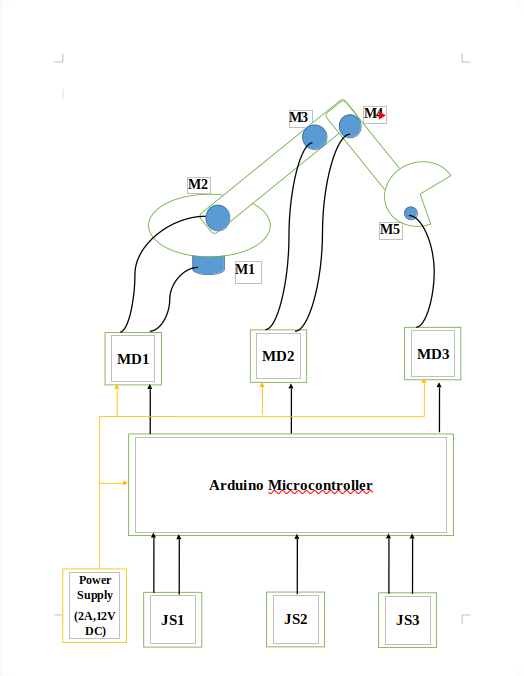 M3
M4
M2
M5
M1
MD1
MD2
MD3
Arduino Microcontroller
Power
Supply
(2A,12V
DC)
JS1
JS2
JS3